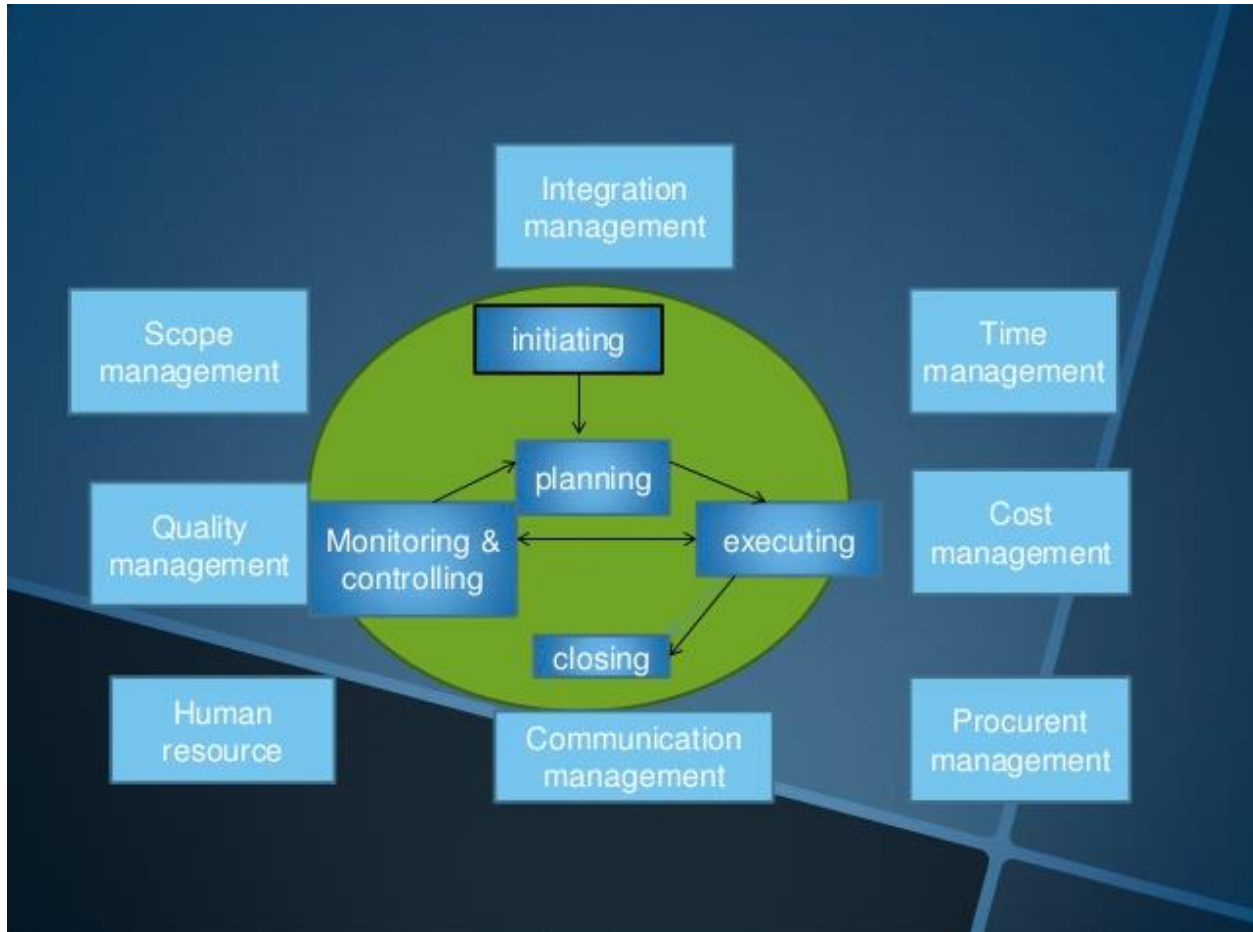 Integration
management
Scope
management
initiating
Time
management
planning
Quality
management
Monitoring &
controlling
executing
Cost
management
closing
Human
resource
Communication
management
Procurent
management